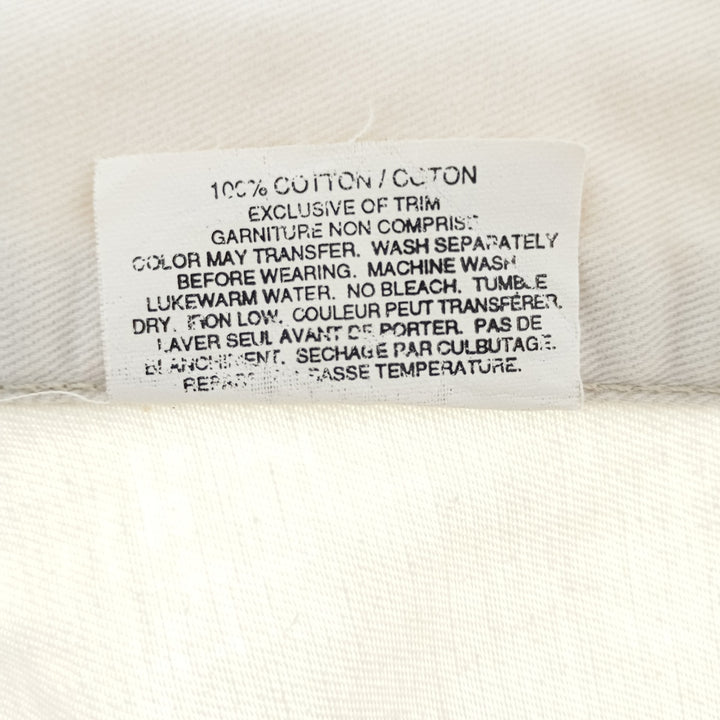 100% COTTON / COTON
EXCLUSIVE OF TRIM
GARNITURE NON COMPRISE
COLOR MAY TRANSFER. WASH SEPARATELY
BEFORE WEARING. MACHINE WASH
LUKEWARM WATER. NO BLEACH. TUMBLE
DRY. IRON LOW. COULEUR PEUT TRANSFÉRER.
LAVER SEUL AVANT DE PORTER. PAS DE
BLANCHIMENT. SECHAGE PAR CULBUTAGE.
BASSE TEMPERATURE.